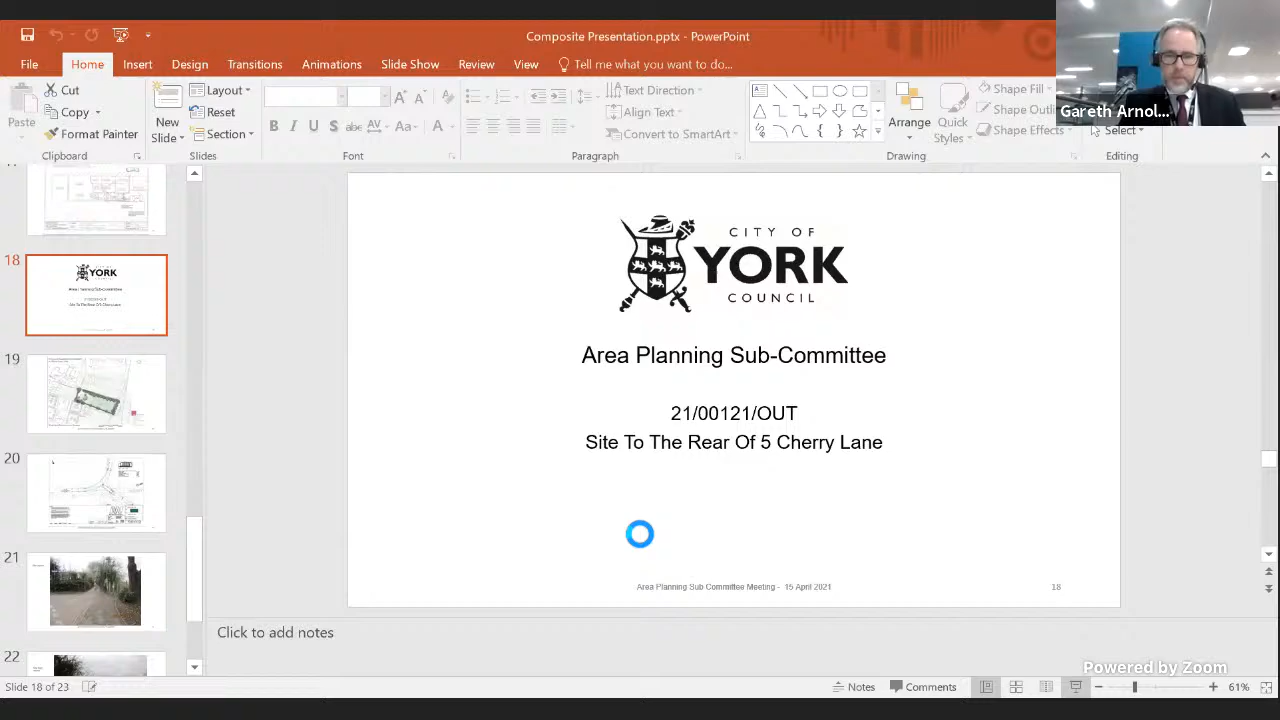 Composite Presentation.pptx - PowerPoint
File Home Insert Design Transitions Animations Slide Show Review View Tell me what you want to do...
Gareth Arnol...
Paste
Cut
Copy
Format Painter
Clipboard
New Slide
Layout
Reset
Section
Slides
Font
Text Direction
Align Text
Convert to SmartArt
Paragraph
Arrange
Quick Styles
Shape Fill
Shape Outli
Shape Effects
Drawing
Select
Editing
18
19
20
21
22
CITY OF
YORK
COUNCIL
Area Planning Sub-Committee
21/00121/OUT
Site To The Rear Of 5 Cherry Lane
Area Planning Sub Committee Meeting - 15 April 2021
18
Click to add notes
Powered by Zoom
Slide 18 of 23
Notes
Comments
61%